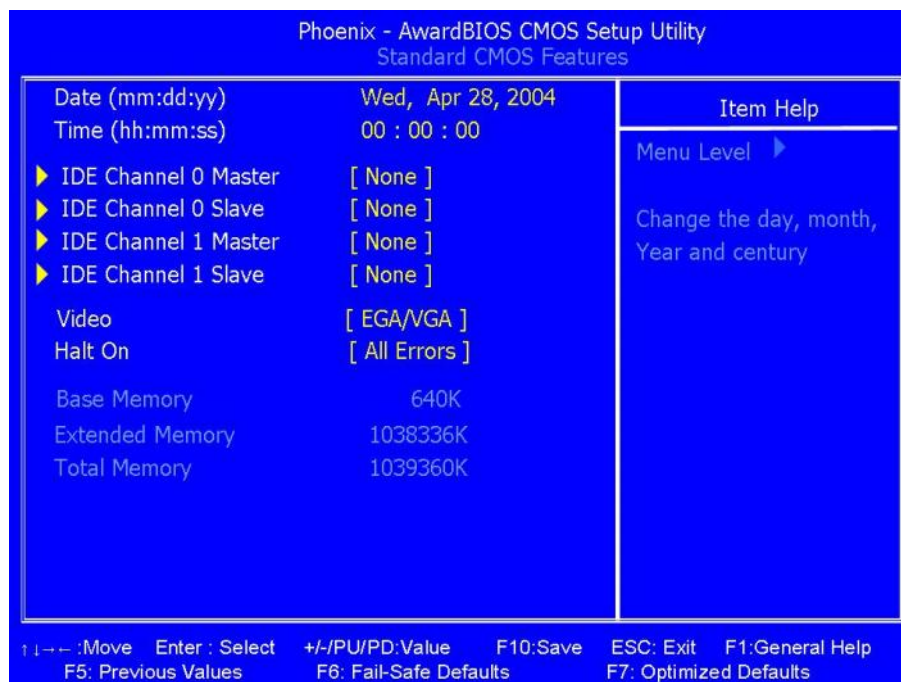 Phoenix - AwardBIOS CMOS Setup Utility
Standard CMOS Features
Date (mm:dd:yy) Wed, Apr 28, 2004
Time (hh:mm:ss) 00 : 00 : 00
IDE Channel 0 Master [ None ]
IDE Channel 0 Slave [ None ]
IDE Channel 1 Master [ None ]
IDE Channel 1 Slave [ None ]
Video [ EGA/VGA ]
Halt On [ All Errors ]
Base Memory 640K
Extended Memory 1038336K
Total Memory 1039360K
Item Help
Menu Level
Change the day, month,
Year and century
↑↓→← :Move Enter : Select +/-/PU/PD:Value F10:Save ESC: Exit F1:General Help
F5: Previous Values F6: Fail-Safe Defaults F7: Optimized Defaults